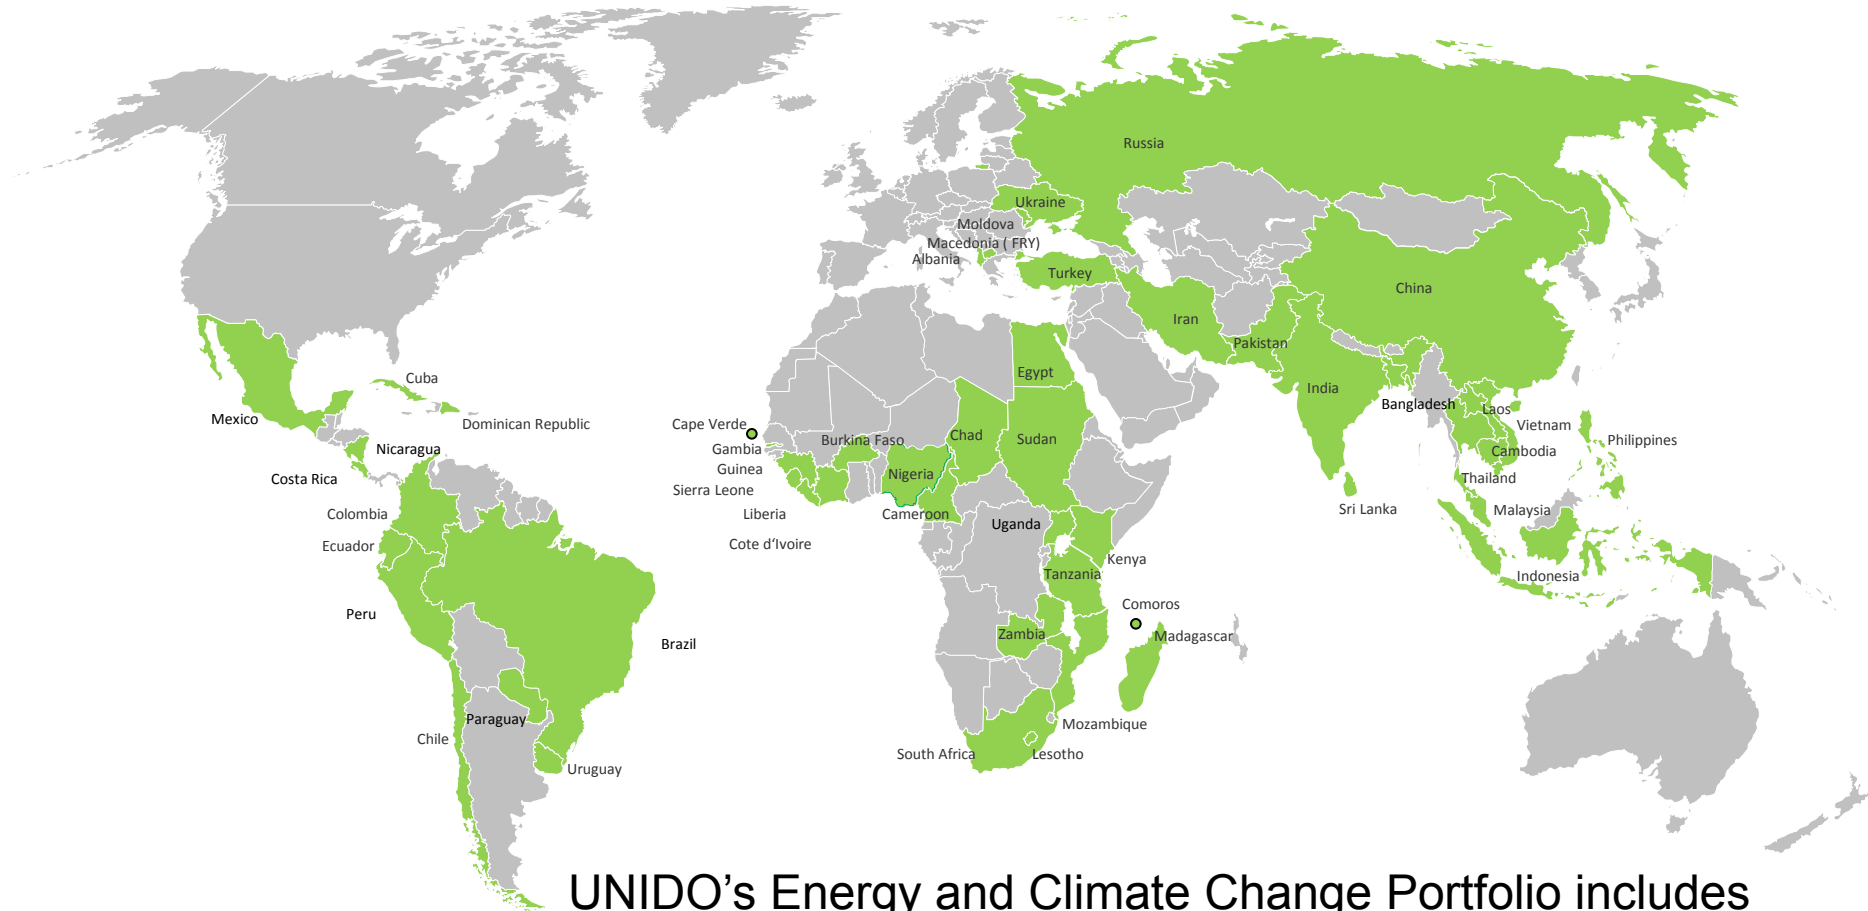 Russia
Ukraine
Moldova
Macedonia ( FRY)
Albania
Turkey
China
Iran
Pakistan
Egypt
India
Cuba
Bangladesh
Laos
Mexico
Dominican Republic
Cape Verde
Vietnam
Burkina Faso
Chad
Sudan
Philippines
Nicaragua
Gambia
Cambodia
Guinea
Nigeria
Costa Rica
Thailand
Sierra Leone
Sri Lanka
Malaysia
Colombia
Liberia
Cameroon
Uganda
Ecuador
Cote d‘Ivoire
Kenya
Tanzania
Indonesia
Peru
Comoros
Zambia
Madagascar
Brazil
Paraguay
Mozambique
Chile
South Africa
Lesotho
Uruguay
UNIDO’s Energy and Climate Change Portfolio includes